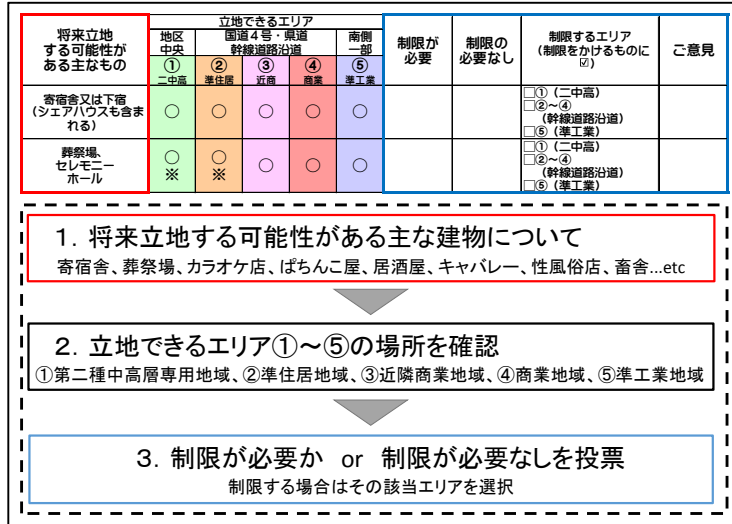 将来立地
する可能性が
ある主なもの
立地できるエリア
地区
中央
国道４号・県道
幹線道路沿道
南側
一部
①
二中高
②
準住居
③
近商
④
商業
⑤
準工業
制限が
必要
制限の
必要なし
制限するエリア
（制限をかけるものに
☑）
ご意見
寄宿舎又は下宿
（シェアハウスも含ま
れる）
○ ○ ○ ○ ○
□①（二中高）
□②～④
（幹線道路沿道）
□⑤（準工業）
葬祭場、
セレモニー
ホール
○ ○ ○ ○ ○
※ ※
□①（二中高）
□②～④
（幹線道路沿道）
□⑤（準工業）
１．将来立地する可能性がある主な建物について
寄宿舎、葬祭場、カラオケ店、ぱちんこ屋、居酒屋、キャバレー、性風俗店、畜舎...etc
２．立地できるエリア①～⑤の場所を確認
①第二種中高層専用地域、②準住居地域、③近隣商業地域、④商業地域、⑤準工業地域
３．制限が必要か or 制限が必要なしを投票
制限する場合はその該当エリアを選択